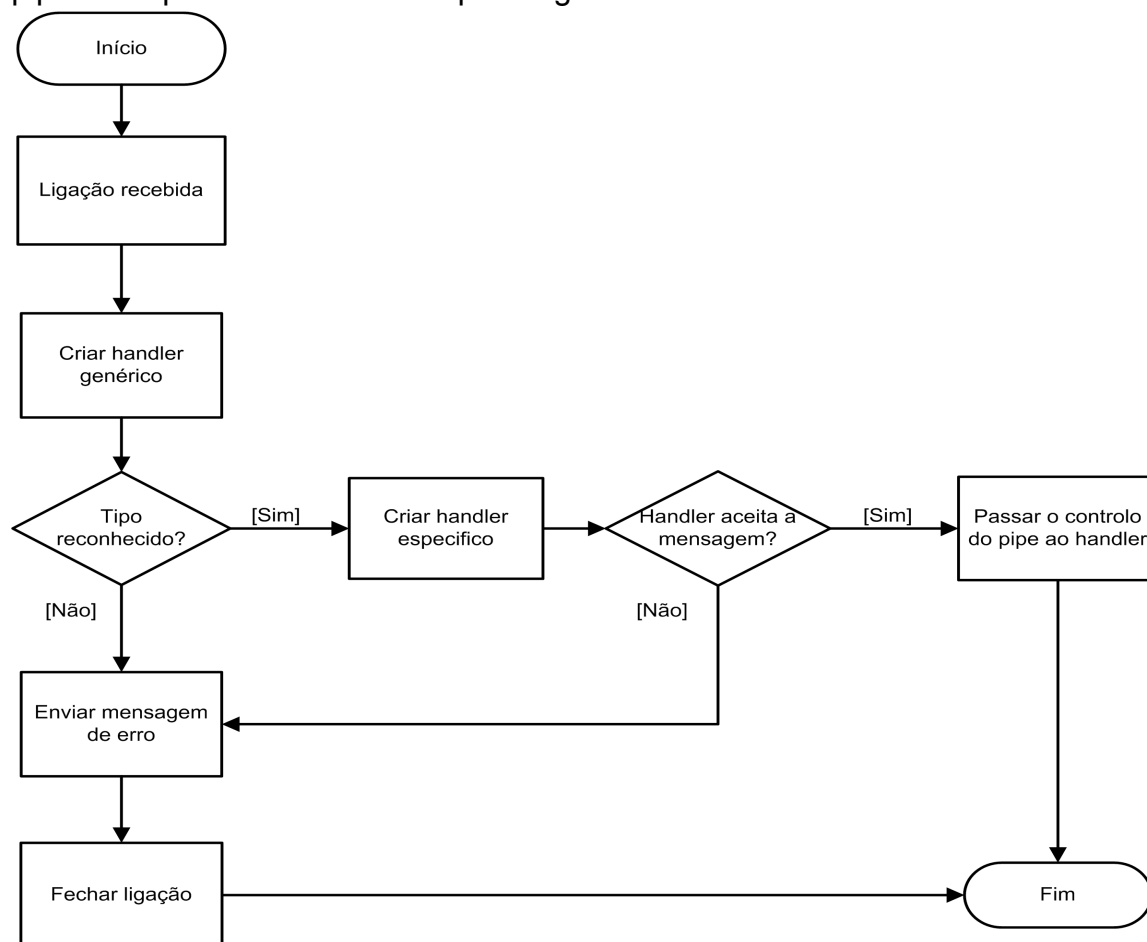 Início
Ligação recebida
Criar handler
genérico
Tipo
reconhecido?
[Sim]
Criar handler
especifico
Handler aceita a
mensagem?
[Sim]
Passar o controlo
do pipe ao handler
[Não]
[Não]
Enviar mensagem
de erro
Fechar ligação
Fim